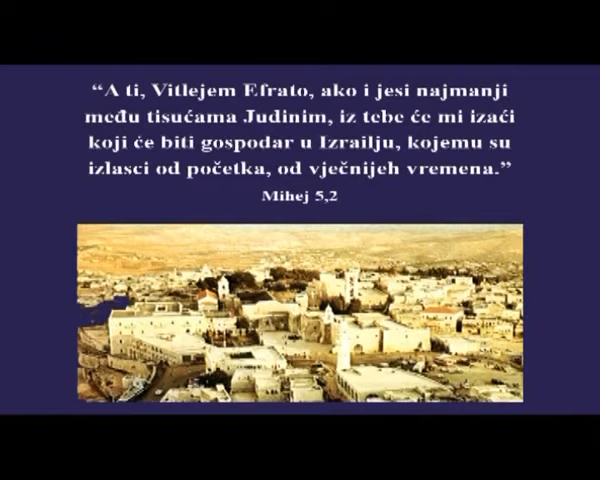 “A ti, Vitlejem Efrato, ako i jesi najmanji
među tisućama Judinim, iz tebe će mi izaći
koji će biti gospodar u Izrailju, kojemu su
izlasci od početka, od vječnijeh vremena.”
Mihej 5,2